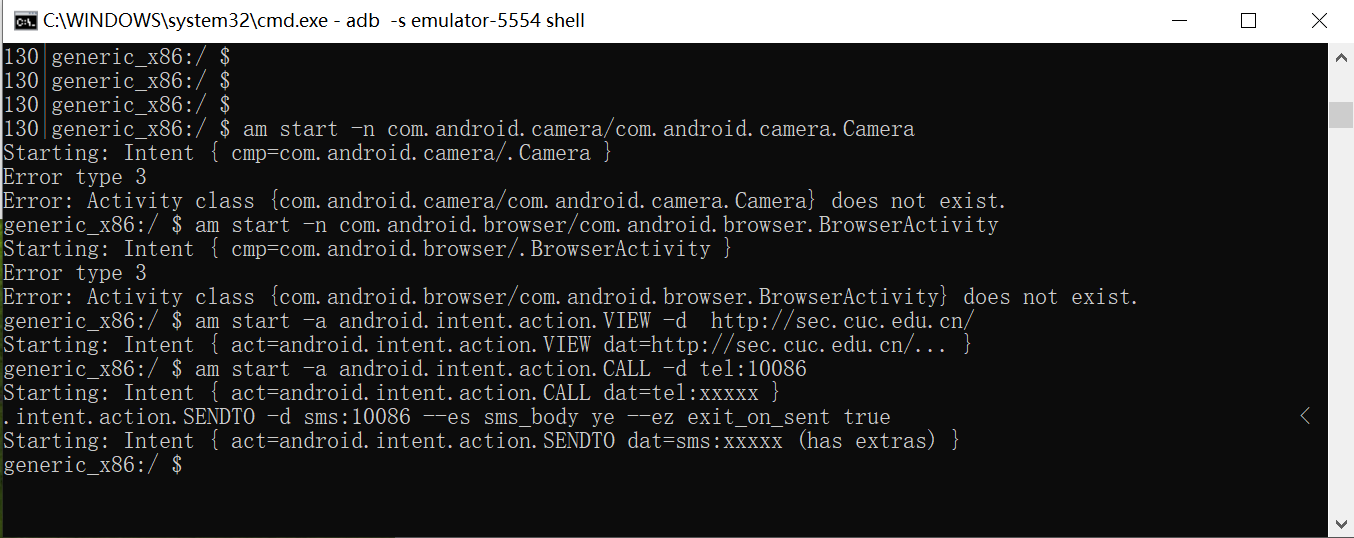 C:\WINDOWS\system32\cmd.exe - adb  -s emulator-5554 shell
130|generic_x86:/ $
130|generic_x86:/ $
130|generic_x86:/ $
130|generic_x86:/ $ am start -n com.android.camera/com.android.camera.Camera
Starting: Intent { cmp=com.android.camera/.Camera }
Error type 3
Error: Activity class {com.android.camera/com.android.camera.Camera} does not exist.
generic_x86:/ $ am start -n com.android.browser/com.android.browser.BrowserActivity
Starting: Intent { cmp=com.android.browser/.BrowserActivity }
Error type 3
Error: Activity class {com.android.browser/com.android.browser.BrowserActivity} does not exist.
generic_x86:/ $ am start -a android.intent.action.VIEW -d  http://sec.cuc.edu.cn/
Starting: Intent { act=android.intent.action.VIEW dat=http://sec.cuc.edu.cn/... }
generic_x86:/ $ am start -a android.intent.action.CALL -d tel:10086
Starting: Intent { act=android.intent.action.CALL dat=tel:xxxxx }
.intent.action.SENDTO -d sms:10086 --es sms_body ye --ez exit_on_sent true <
Starting: Intent { act=android.intent.action.SENDTO dat=sms:xxxxx (has extras) }
generic_x86:/ $